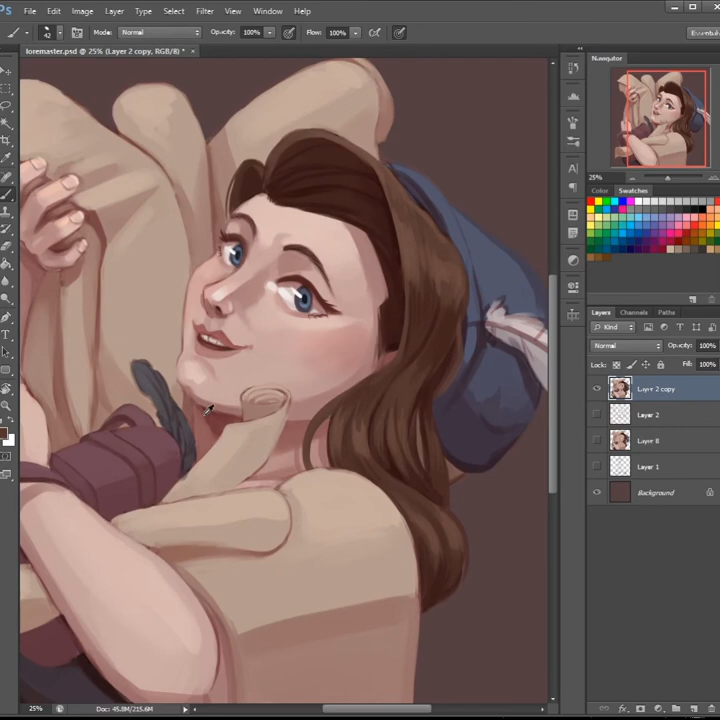 Ps File Edit Image Layer Type Select Filter View Window Help
42 Mode: Normal Opacity: 100% Flow: 100%
loremaster.psd @ 25% (Layer 2 copy, RGB/8) * ×
Navigator
25%
Color Swatches
Layers Channels Paths
Kind
Normal Opacity: 100%
Lock: Fill: 100%
Layer 2 copy
Layer 2
Layer 8
Layer 1
Background
25% Doc: 45.8M/215.6M